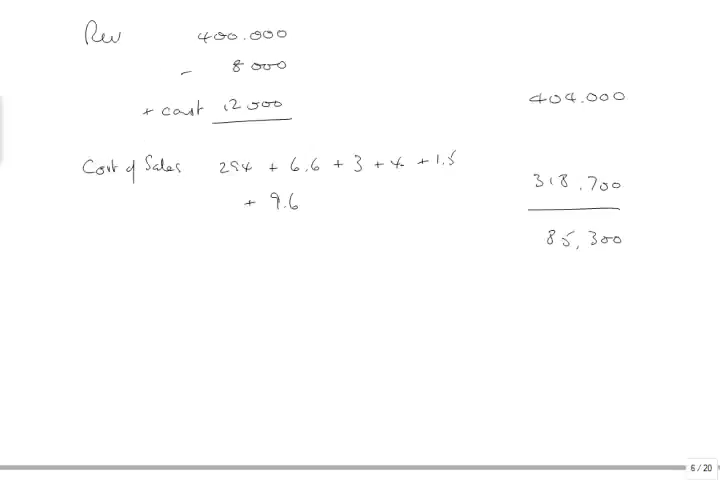 Rev 400.000
- 8 000
+ cont 12 000 404.000
Cost of Sales 294 + 6.6 + 3 + 4 + 1.5
318.700
+ 9.6
85,300
6 / 20